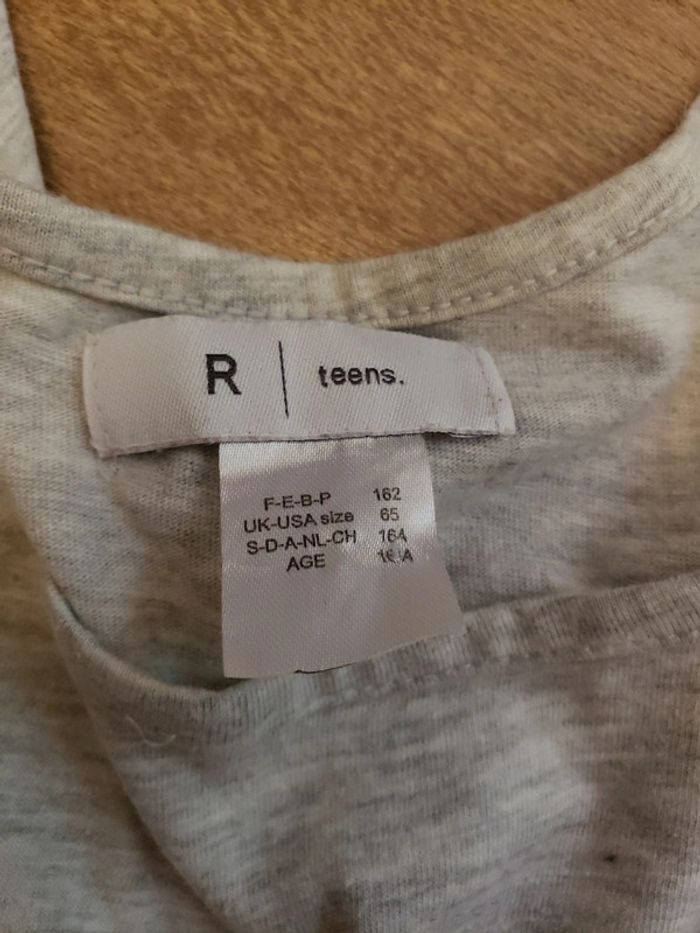 R | teens.
F-E-B-P 162
UK-USA size 65
S-D-A-NL-CH 164
AGE